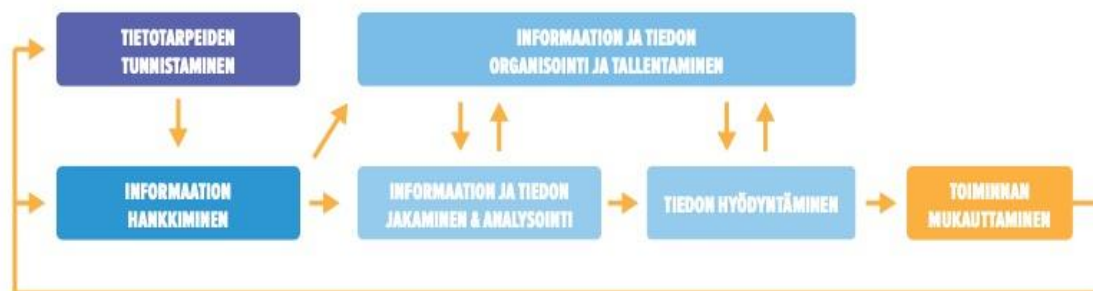 TIETOTARPEIDEN
TUNNISTAMINEN
INFORMAATION JA TIEDON
ORGANISOINTI JA TALLENTAMINEN
INFORMAATION
HANKKIMINEN
INFORMAATION JA TIEDON
JAKAMINEN & ANALYSOINTI
TIEDON HYÖDYNTÄMINEN
TOIMINNAN
MUKAUTTAMINEN